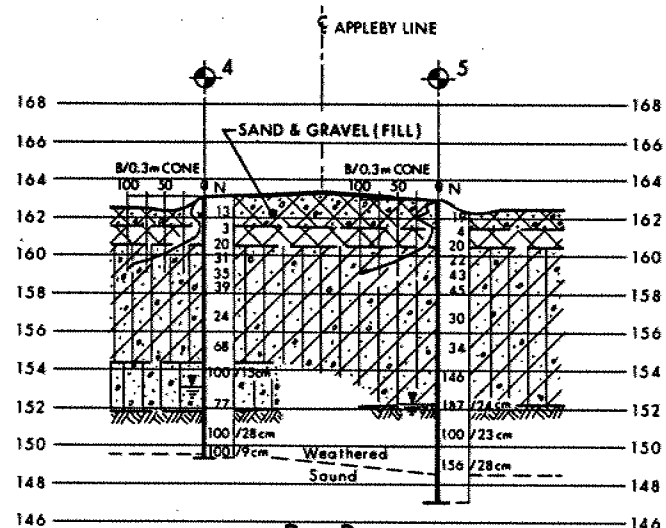 ℄ APPLEBY LINE
4 5
168 168
166 166
SAND & GRAVEL (FILL)
164 164
B/0.3m CONE B/0.3m CONE
100 50 0 N 100 50 0 N
162 162
13
3 4
20 20
160 160
31 22
35 43
39 45
158 158
24 30
156 156
68 34
154 154
100/15cm 146
152 152
77 187/24cm
100/28cm 100/23cm
150 150
100/9cm Weathered
Sound 156/28cm
148 148
146 146